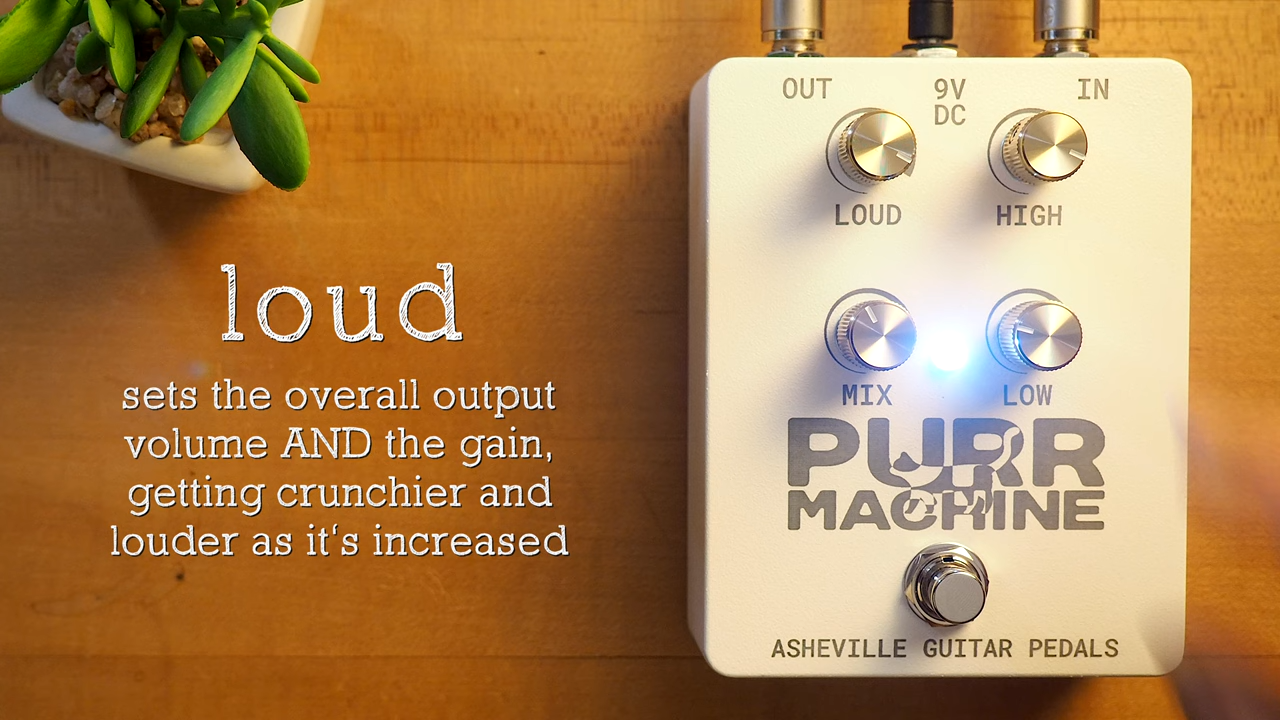 loud
sets the overall output
volume AND the gain,
getting crunchier and
louder as it's increased
OUT
9V
DC
IN
LOUD
HIGH
MIX
LOW
PURR
MACHINE
ASHEVILLE GUITAR PEDALS